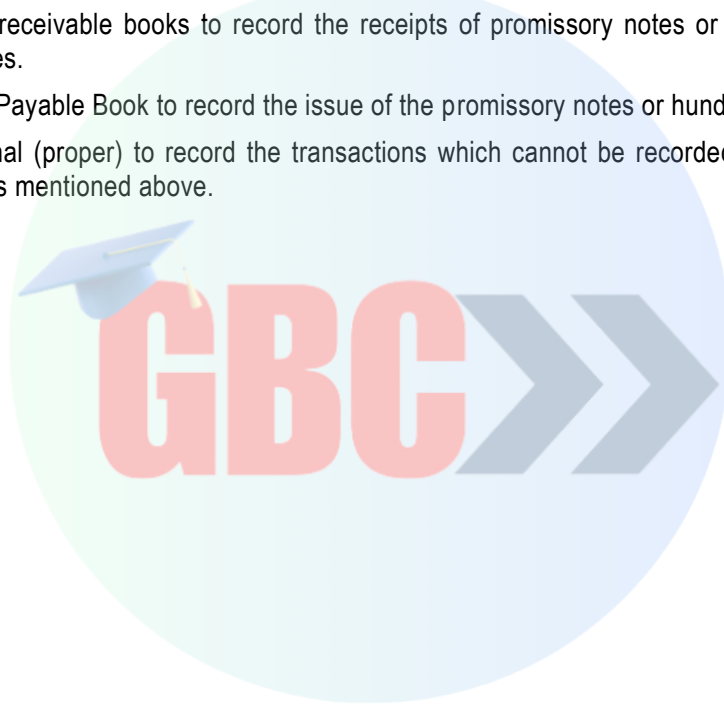 receivable books to record the receipts of promissory notes or
es.
Payable Book to record the issue of the promissory notes or hund
nal (proper) to record the transactions which cannot be recorded
s mentioned above.
GBC